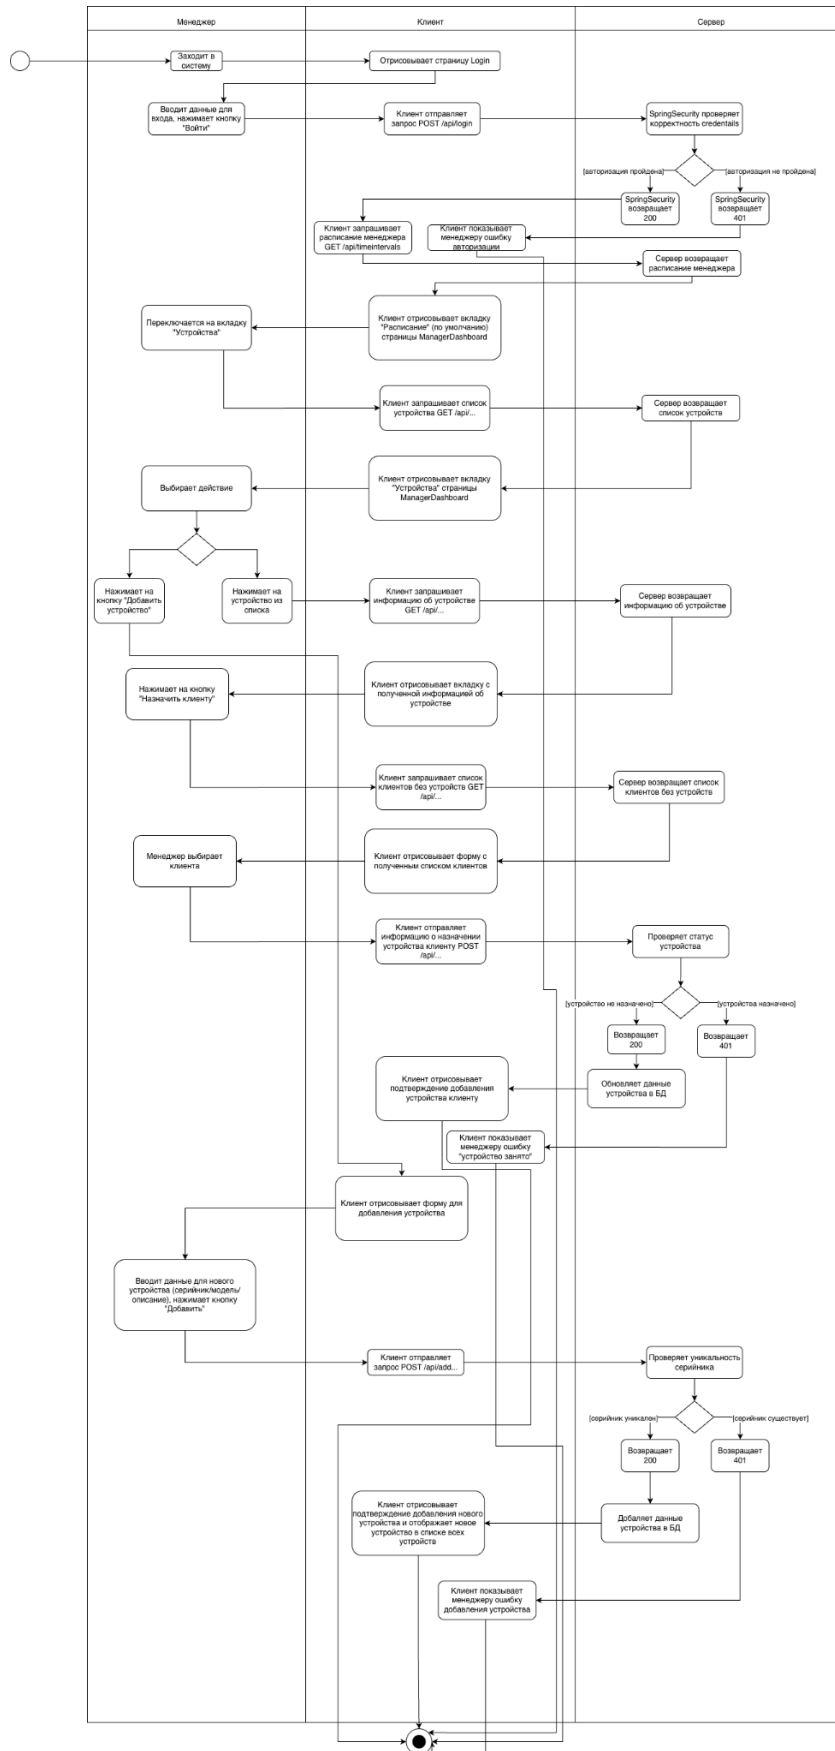 Менеджер
Клиент
Сервер
Заходит в
систему
Отрисовывает страницу Login
Вводит данные для
входа, нажимает кнопку
"Войти"
Клиент отправляет
запрос POST /api/login
SpringSecurity проверяет
корректность credentails
[авторизация пройдена]
[авторизация не пройдена]
SpringSecurity
возвращает
200
SpringSecurity
возвращает
401
Клиент запрашивает
расписание менеджера
GET /api/timeintervals
Клиент показывает
менеджеру ошибку
авторизации
Сервер возвращает
расписание менеджера
Переключается на вкладку
"Устройства"
Клиент отрисовывает вкладку
"Расписание" (по умолчанию)
страницы ManagerDashboard
Клиент запрашивает список
устройства GET /api/...
Сервер возвращает
список устройств
Выбирает действие
Клиент отрисовывает вкладку
"Устройства" страницы
ManagerDashboard
Нажимает на
кнопку "Добавить
устройство"
Нажимает на
устройство из
списка
Клиент запрашивает
информацию об устройстве
GET /api/...
Сервер возвращает
информацию об устройстве
Нажимает на кнопку
"Назначить клиенту"
Клиент отрисовывает вкладку с
полученной информацией об
устройстве
Клиент запрашивает список
клиентов без устройств GET
/api/...
Сервер возвращает список
клиентов без устройств
Менеджер выбирает
клиента
Клиент отрисовывает форму с
полученным списком клиентов
Клиент отправляет
информацию о назначении
устройства клиенту POST
/api/...
Проверяет статус
устройства
[устройство не назначено]
[устройства назначено]
Возвращает
200
Возвращает
401
Клиент отрисовывает
подтверждение добавления
устройства клиенту
Обновляет данные
устройства в БД
Клиент показывает
менеджеру ошибку
"устройство занято"
Клиент отрисовывает форму для
добавления устройства
Вводит данные для нового
устройства (серийник/модель/
описание), нажимает кнопку
"Добавить"
Клиент отправляет
запрос POST /api/add...
Проверяет уникальность
серийника
[серийник уникален]
[серийник существует]
Возвращает
200
Возвращает
401
Клиент отрисовывает
подтверждение добавления нового
устройства и отображает новое
устройство в списке всех
устройств
Добаляет данные
устройства в БД
Клиент показывает
менеджеру ошибку
добавления устройства